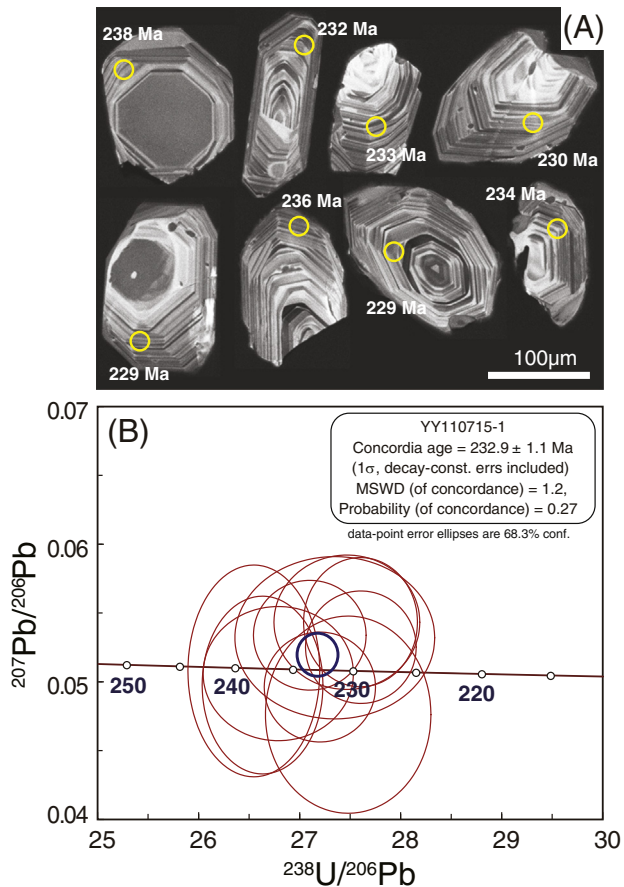 (A)
238 Ma
232 Ma
233 Ma
230 Ma
236 Ma
234 Ma
229 Ma
229 Ma
100μm
(B)
YY110715-1
Concordia age = 232.9 ± 1.1 Ma
(1σ, decay-const. errs included)
MSWD (of concordance) = 1.2,
Probability (of concordance) = 0.27
data-point error ellipses are 68.3% conf.
0.07
0.06
0.05
0.04
207Pb/206Pb
250
240
230
220
25
26
27
28
29
30
238U/206Pb